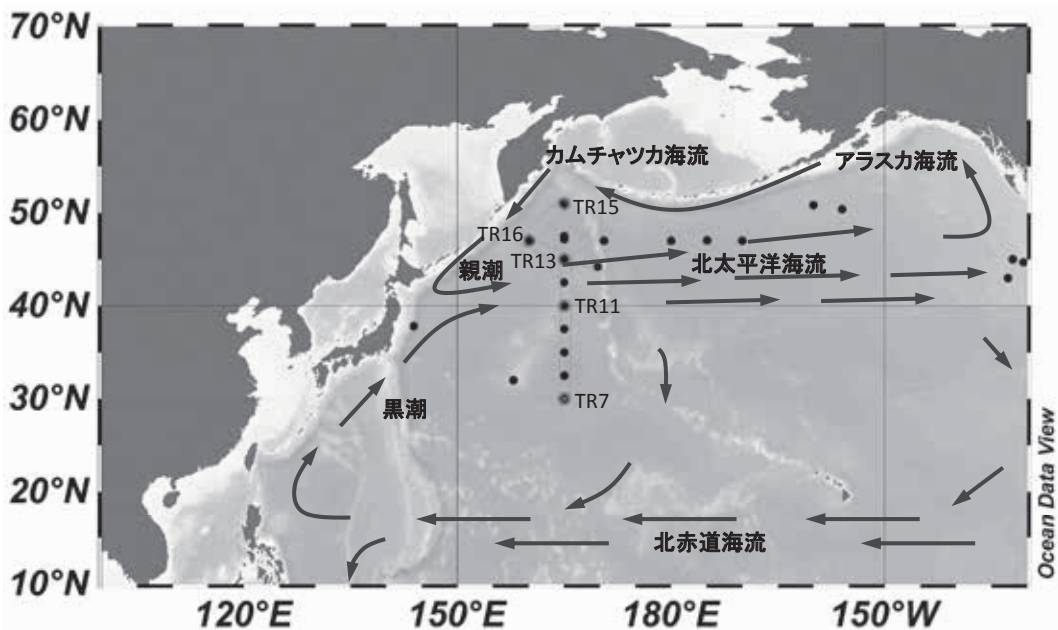 70°N
60°N
カムチャツカ海流
アラスカ海流
50°N
TR15
TR16
TR13
北太平洋海流
親潮
40°N
TR11
30°N
TR7
黒潮
20°N
北赤道海流
10°N
120°E
150°E
180°E
150°W
Ocean Data View